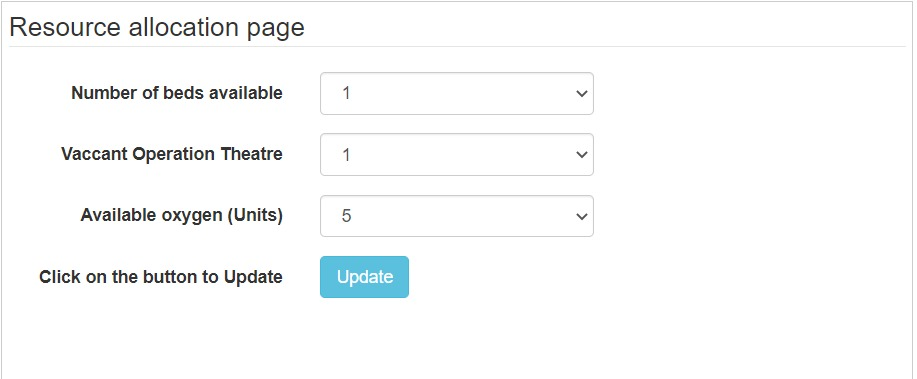 Resource allocation page
Number of beds available 1
Vaccant Operation Theatre 1
Available oxygen (Units) 5
Click on the button to Update Update